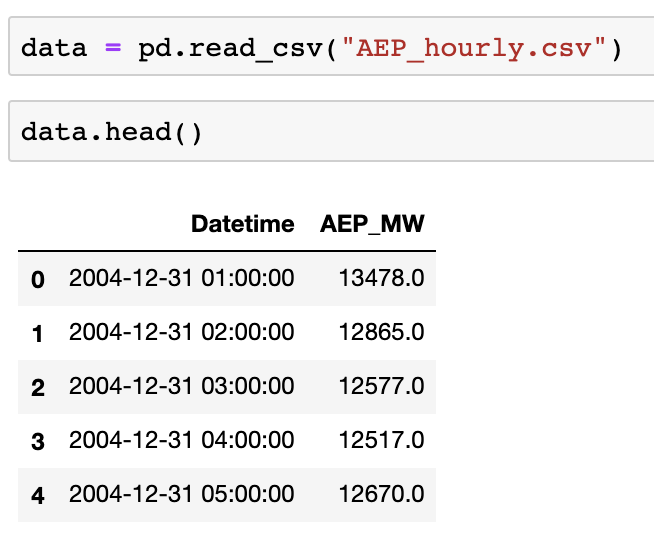 data = pd.read_csv("AEP_hourly.csv")
data.head()
Datetime AEP_MW
0 2004-12-31 01:00:00 13478.0
1 2004-12-31 02:00:00 12865.0
2 2004-12-31 03:00:00 12577.0
3 2004-12-31 04:00:00 12517.0
4 2004-12-31 05:00:00 12670.0